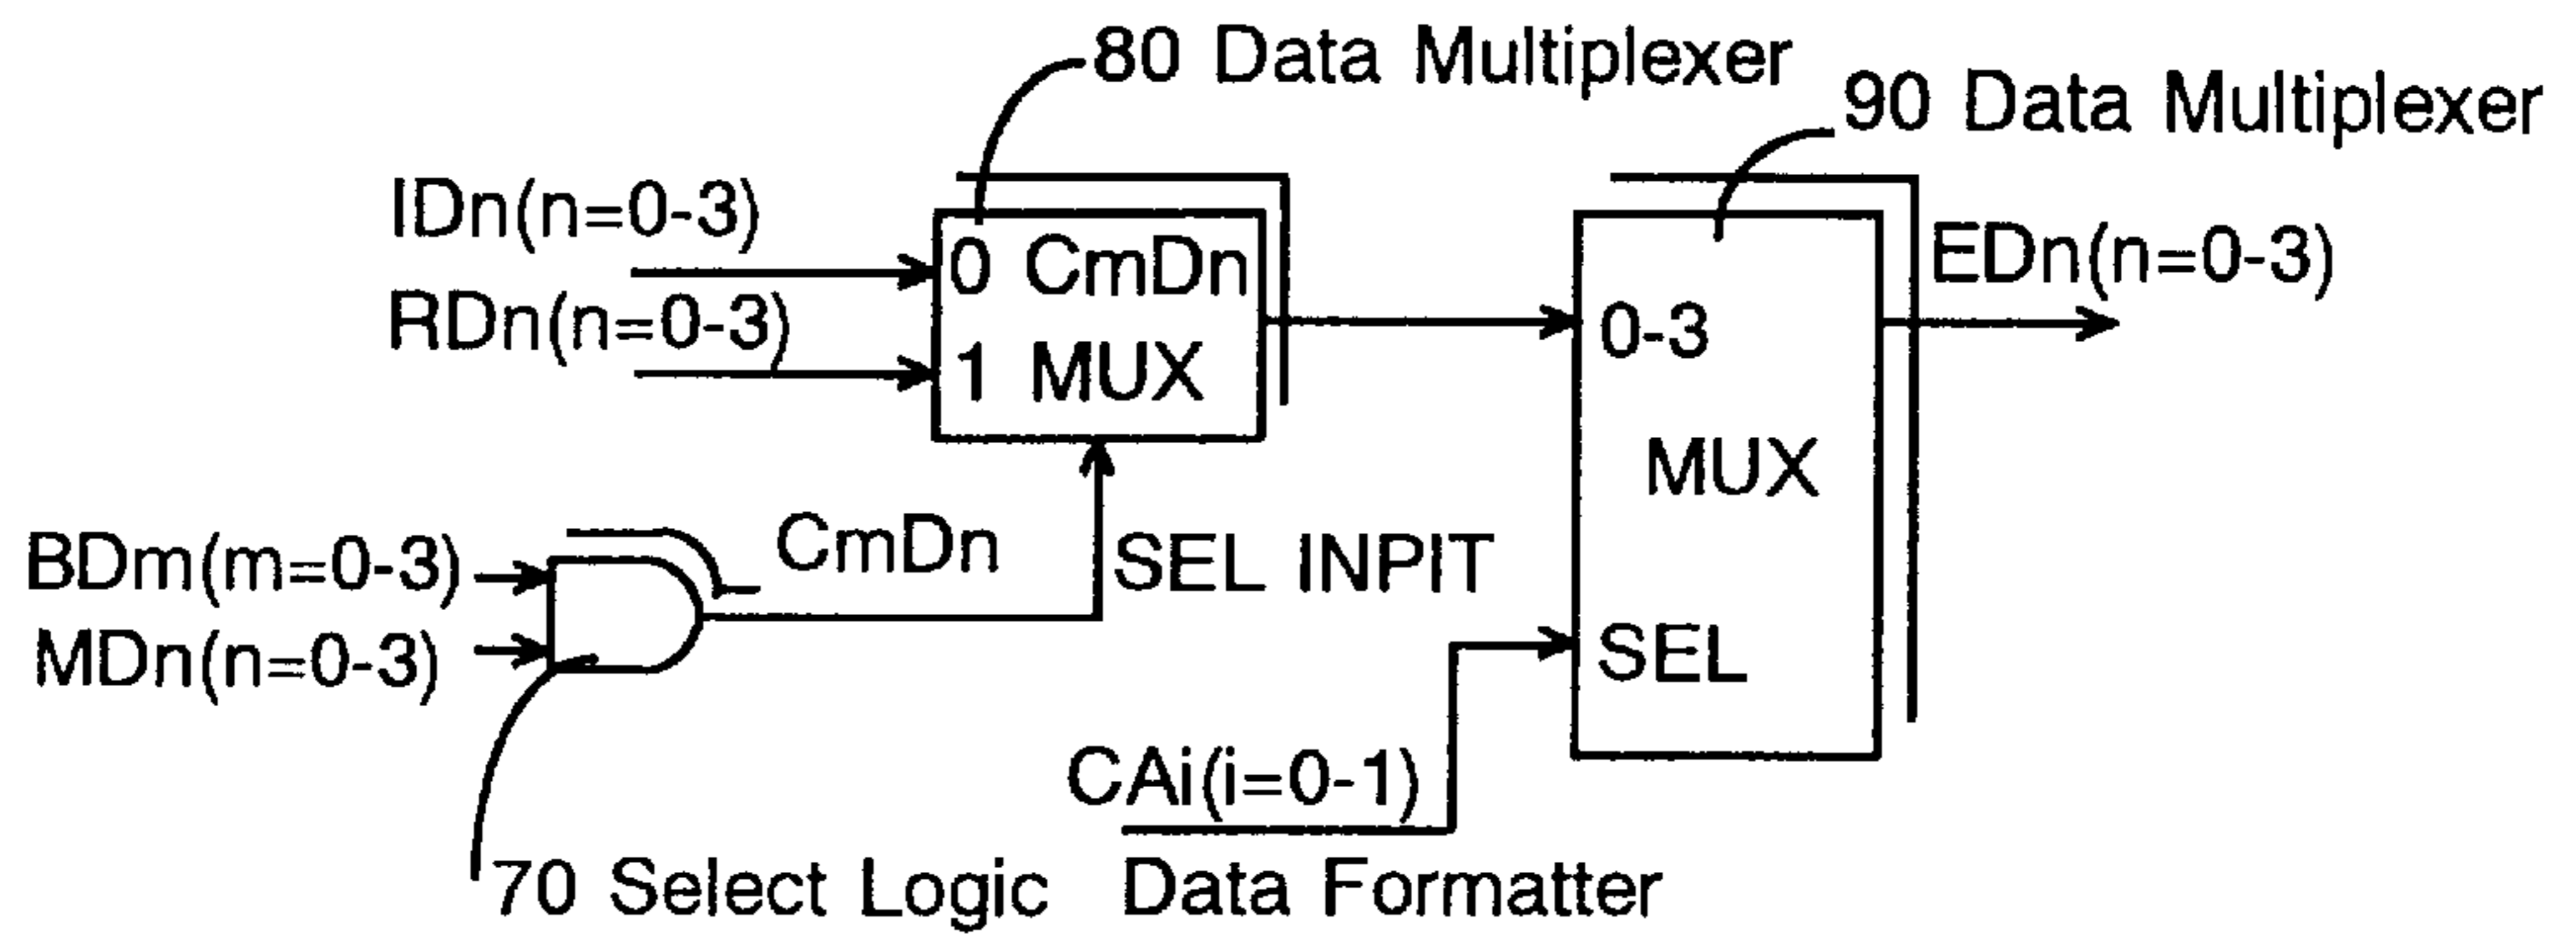 80 Data Multiplexer
90 Data Multiplexer
IDn(n=0-3)
RDn(n=0-3)
0 CmDn
1 MUX
EDn(n=0-3)
0-3
MUX
SEL
BDm(m=0-3)
MDn(n=0-3)
CmDn
SEL INPIT
CAi(i=0-1)
70 Select Logic
Data Formatter